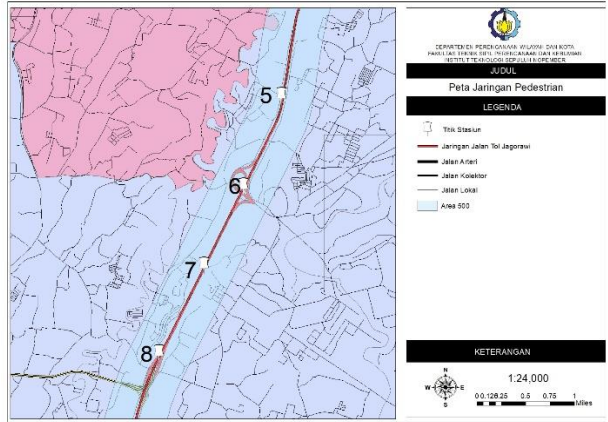 5
6
7
8
DEPARTEMEN PERENCANAAN WILAYAH DAN KOTA
FAKULTAS TEKNIK SIPIL PERENCANAAN DAN KEBUMIAN
INSTITUT TEKNOLOGI SEPULUH NOPEMBER
JUDUL
Peta Jaringan Pedestrian
LEGENDA
Titik Stasiun
Jaringan Jalan Tol Jagorawi
Jalan Arteri
Jalan Kolektor
Jalan Lokal
Area 500
KETERANGAN
N
W E
S
1:24,000
0 0.125 0.25 0.5 0.75 1
Miles